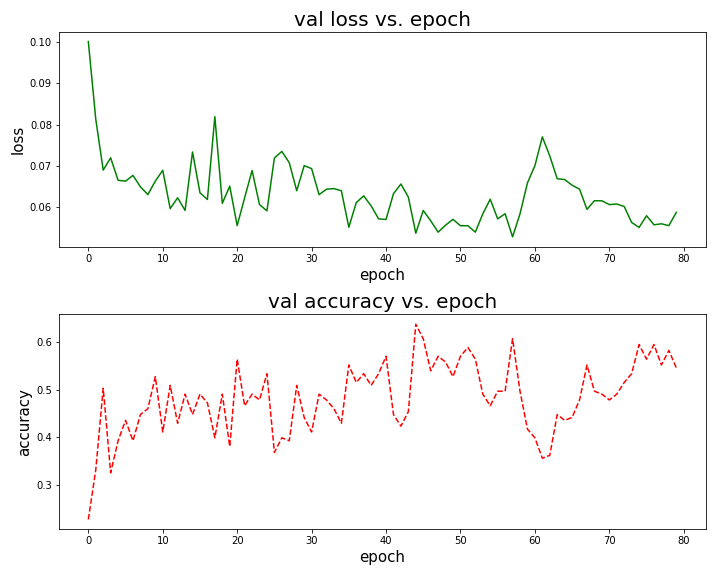 val loss vs. epoch
0.10
0.09
0.08
0.07
0.06
loss
0 10 20 30 40 50 60 70 80
epoch
val accuracy vs. epoch
0.6
0.5
0.4
0.3
accuracy
0 10 20 30 40 50 60 70 80
epoch